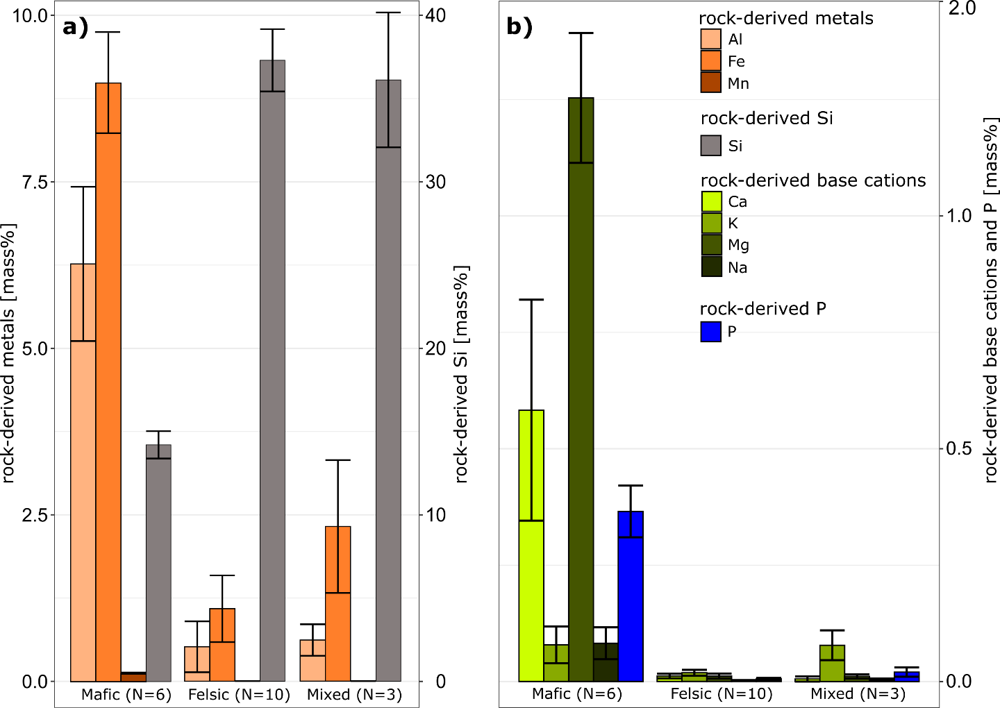 a)
10.0
7.5
5.0
2.5
0.0
rock-derived metals [mass%]
40
30
20
10
0
rock-derived Si [mass%]
Mafic (N=6)
Felsic (N=10)
Mixed (N=3)
b)
rock-derived metals
Al
Fe
Mn
rock-derived Si
Si
rock-derived base cations
Ca
K
Mg
Na
rock-derived P
P
2.0
1.0
0.5
0.0
rock-derived base cations and P [mass%]
Mafic (N=6)
Felsic (N=10)
Mixed (N=3)